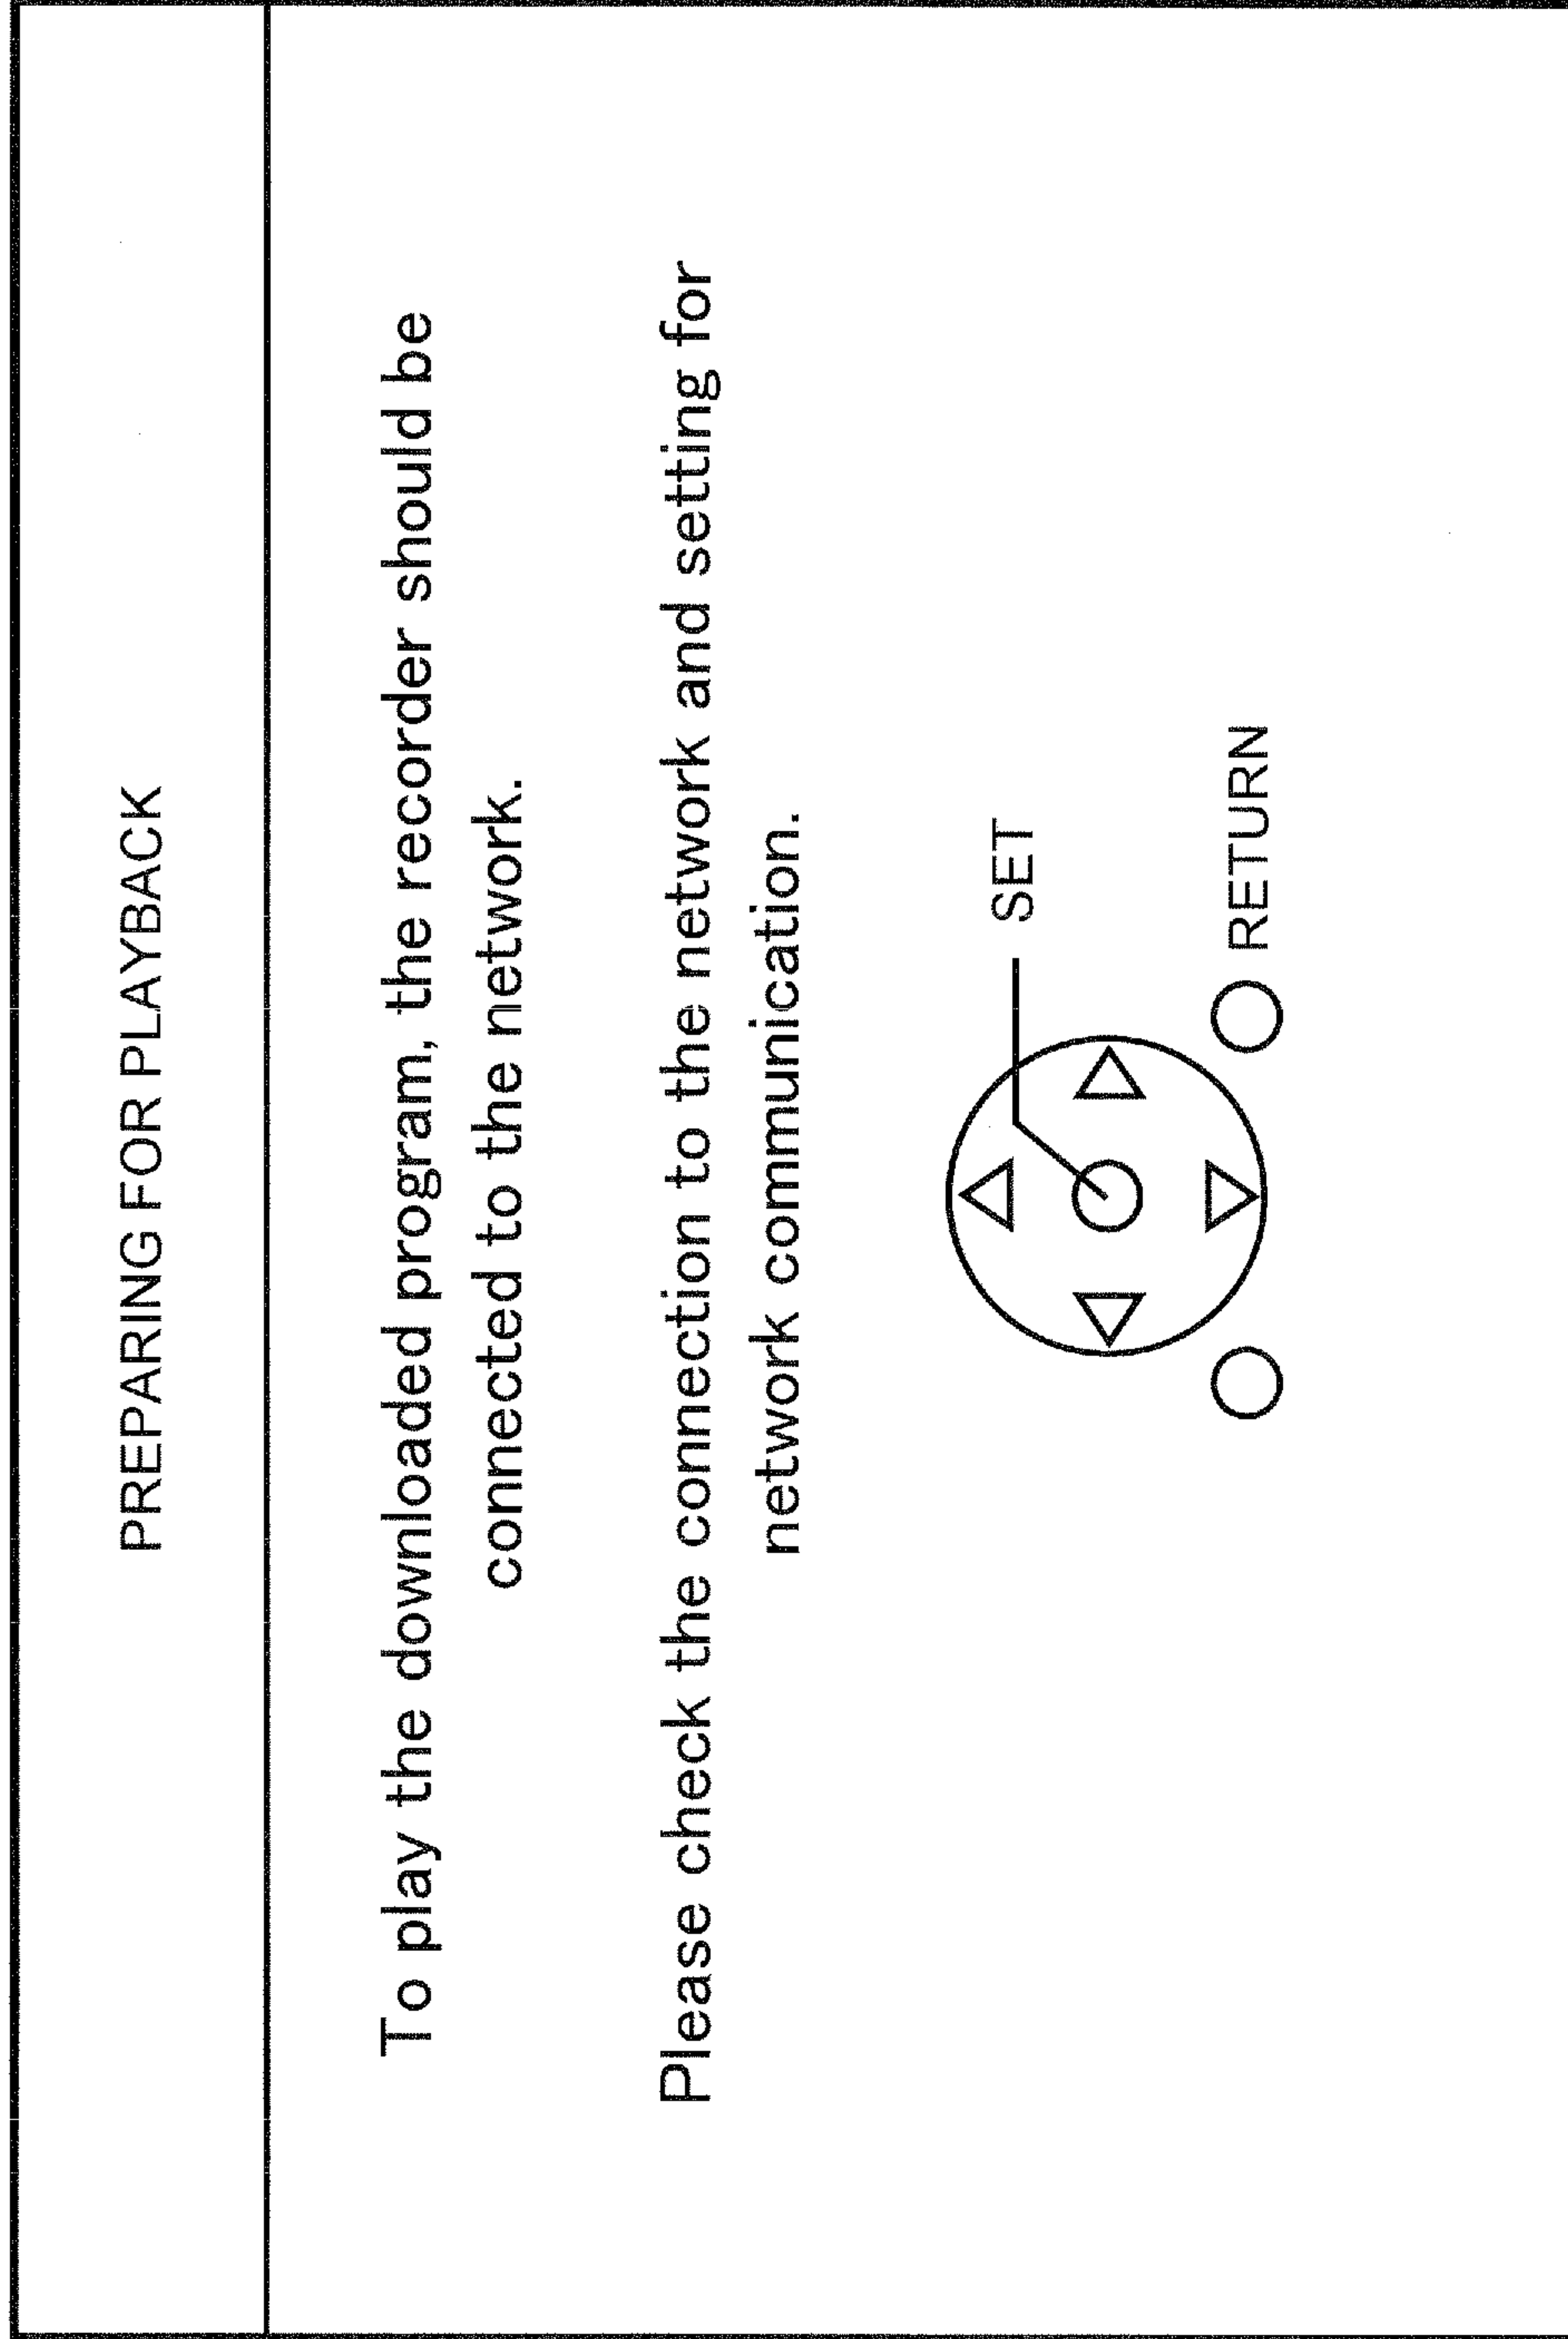 PREPARING FOR PLAYBACK
To play the downloaded program, the recorder should be
connected to the network.
Please check the connection to the network and setting for
network communication.
SET
RETURN